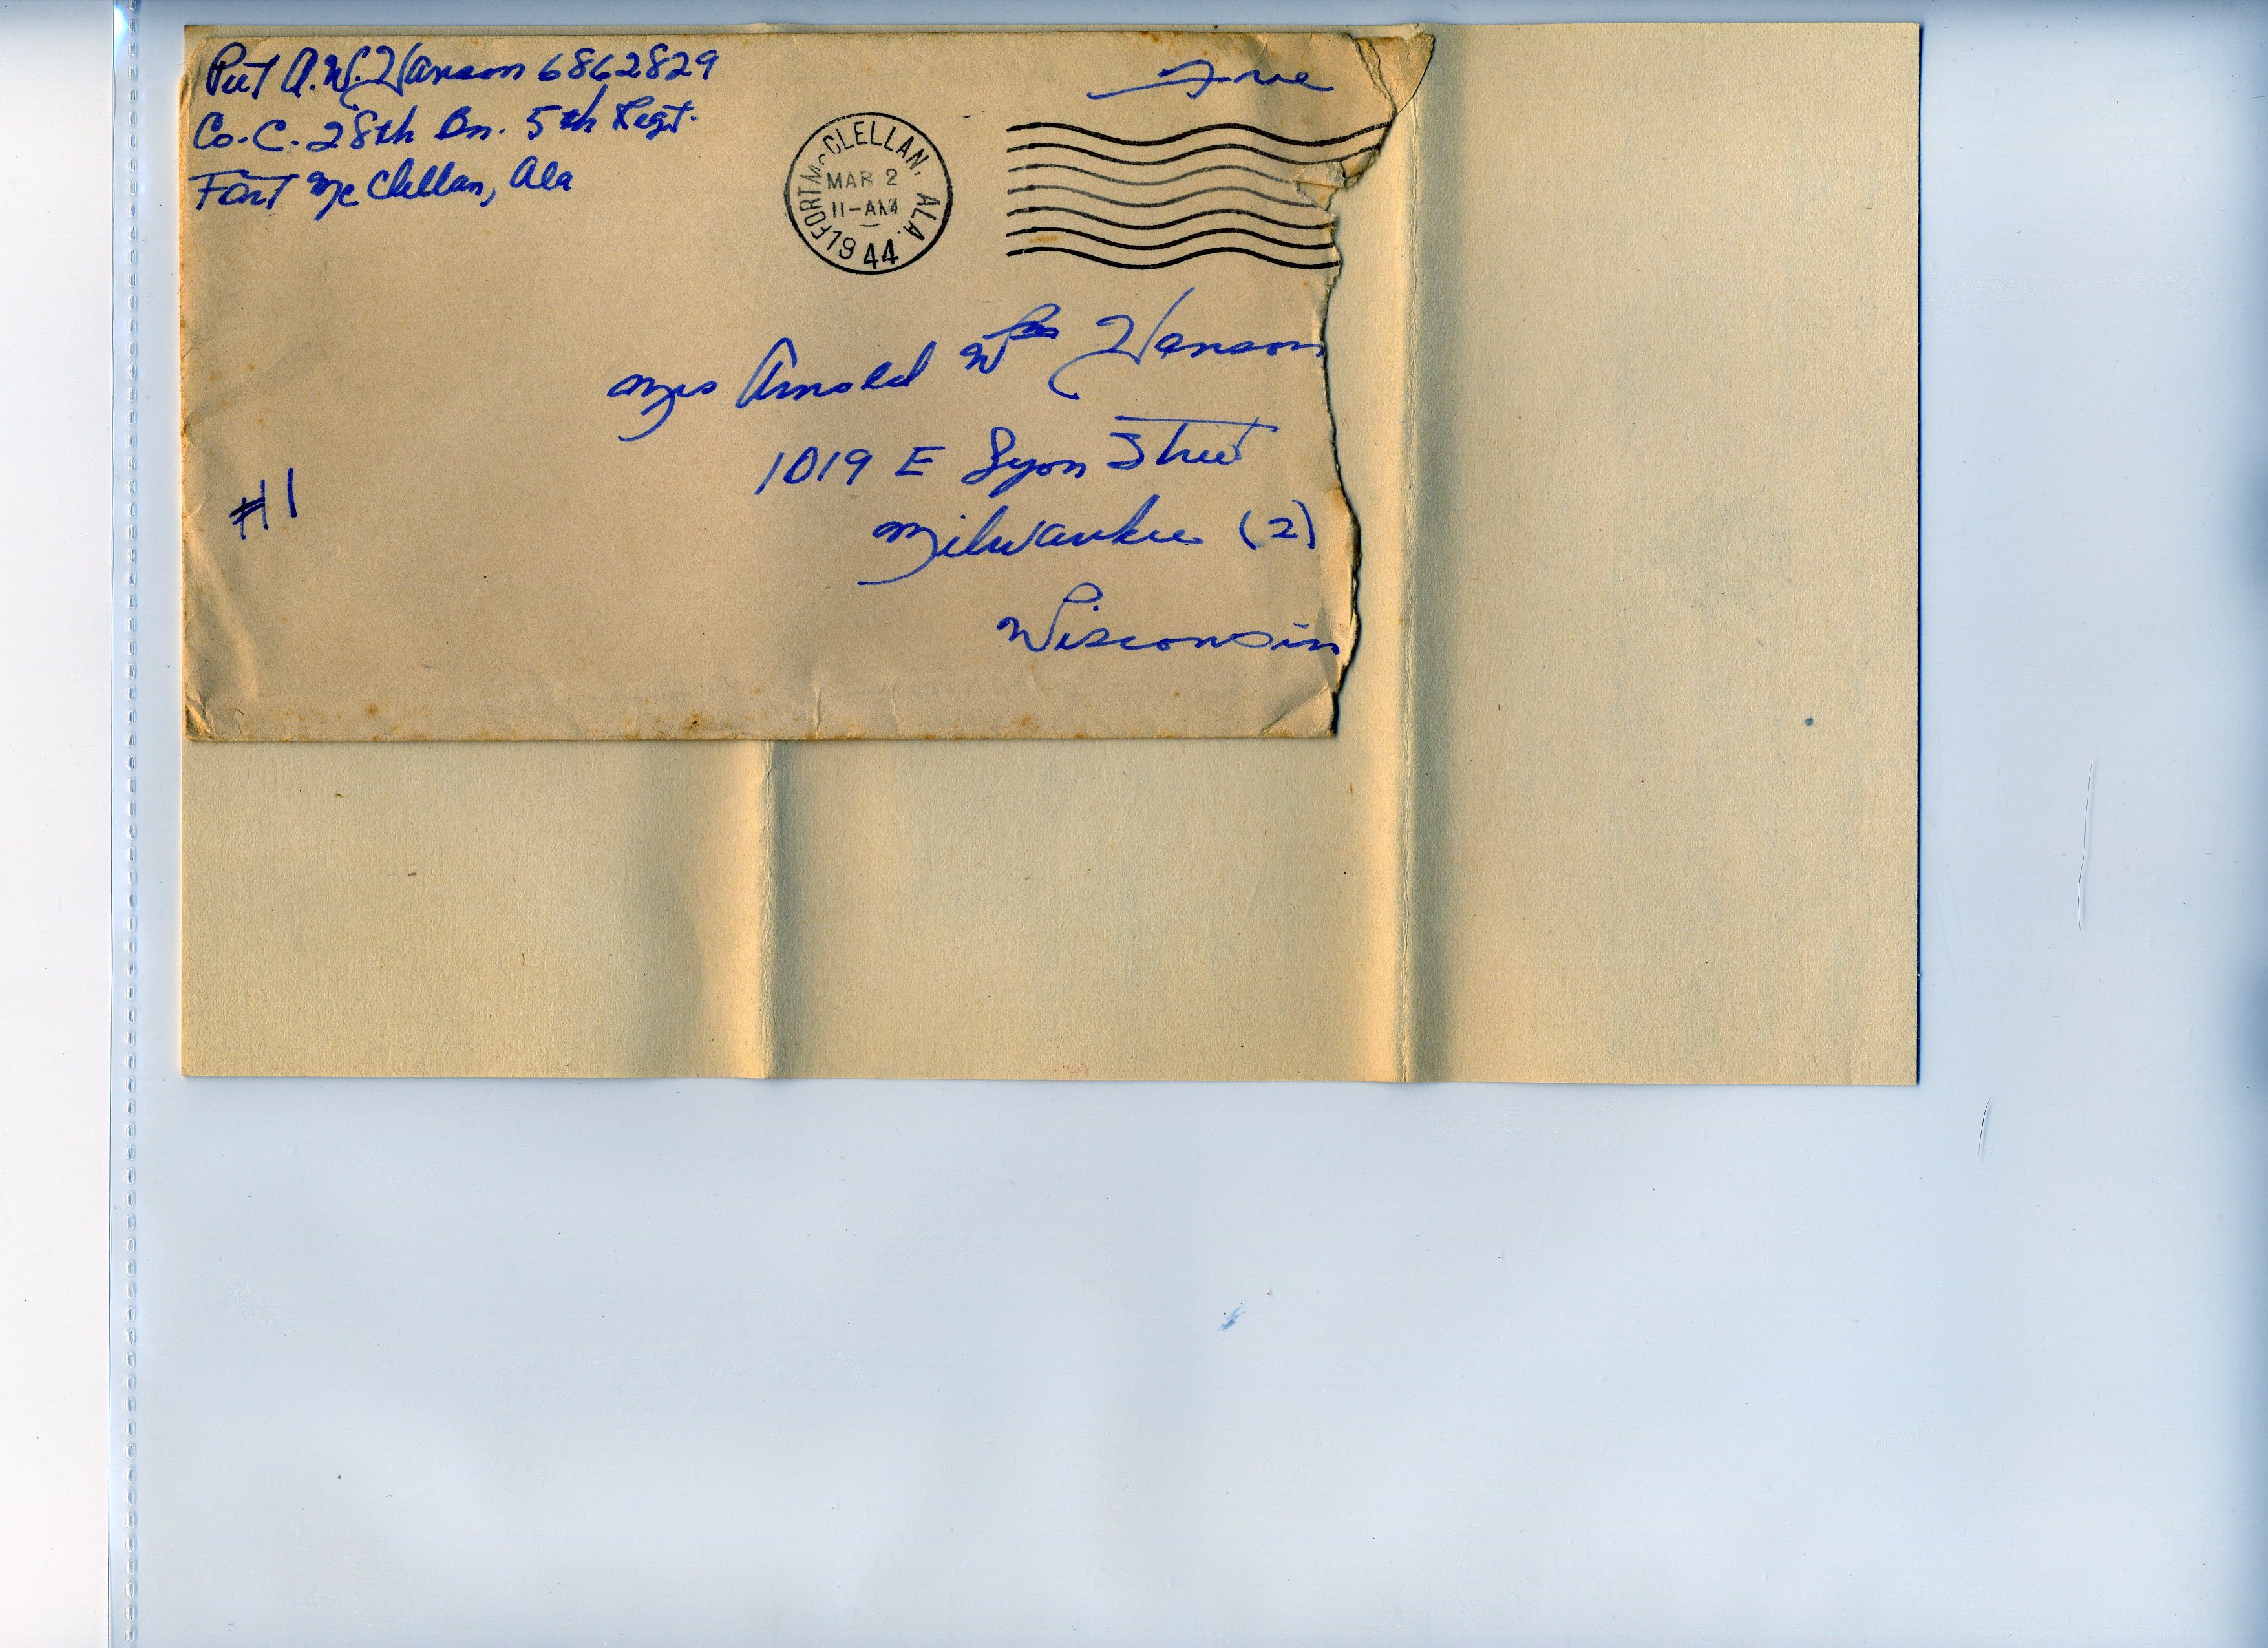 Pvt A.W. Hanson 6862829
Co. C. 28th Bn. 5th Regt.
Fort McClellan, Ala
Free
FORT McCLELLAN, ALA.
MAR 2
11-AM
1944
Mrs Arnold Wm Hanson
1019 E Lyon Street
Milwaukee (2)
Wisconsin
#1